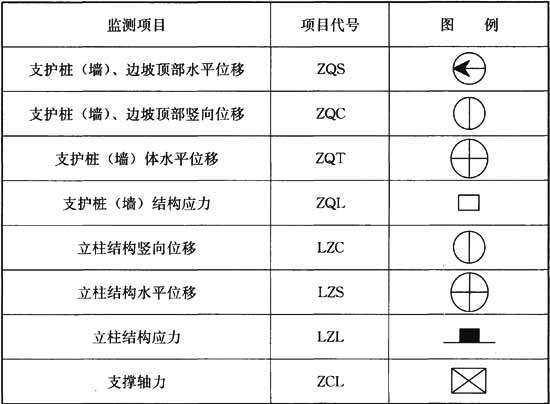 监测项目 项目代号 图 例
支护桩（墙）、边坡顶部水平位移 ZQS
支护桩（墙）、边坡顶部竖向位移 ZQC
支护桩（墙）体水平位移 ZQT
支护桩（墙）结构应力 ZQL
立柱结构竖向位移 LZC
立柱结构水平位移 LZS
立柱结构应力 LZL
支撑轴力 ZCL